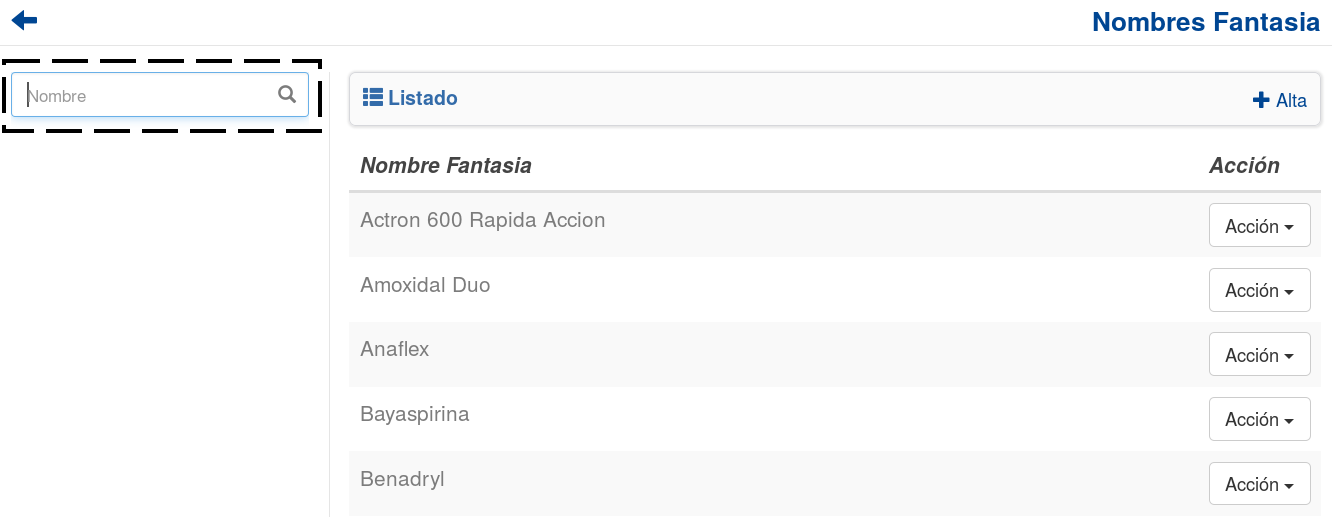 Nombres Fantasia
Nombre
Listado
Alta
Nombre Fantasia Acción
Actron 600 Rapida Accion Acción
Amoxidal Duo Acción
Anaflex Acción
Bayaspirina Acción
Benadryl Acción